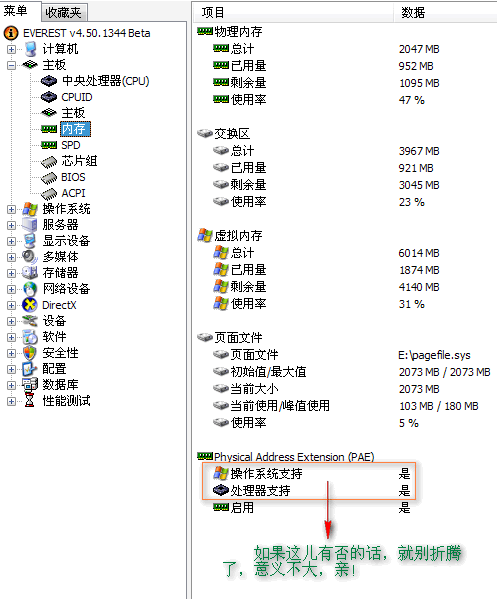 菜单 收藏夹
EVEREST v4.50.1344 Beta
计算机
主板
中央处理器(CPU)
CPUID
主板
内存
SPD
芯片组
BIOS
ACPI
操作系统
服务器
显示设备
多媒体
存储器
网络设备
DirectX
设备
软件
安全性
配置
数据库
性能测试
项目 数据
物理内存
总计 2047 MB
已用量 952 MB
剩余量 1095 MB
使用率 47 %
交换区
总计 3967 MB
已用量 921 MB
剩余量 3045 MB
使用率 23 %
虚拟内存
总计 6014 MB
已用量 1874 MB
剩余量 4140 MB
使用率 31 %
页面文件
页面文件 E:\pagefile.sys
初始值/最大值 2073 MB / 2073 MB
当前大小 2073 MB
当前使用/峰值使用 103 MB / 180 MB
使用率 5 %
Physical Address Extension (PAE)
操作系统支持 是
处理器支持 是
启用 是
如果这儿有否的话，就别折腾
了，意义不大，亲！